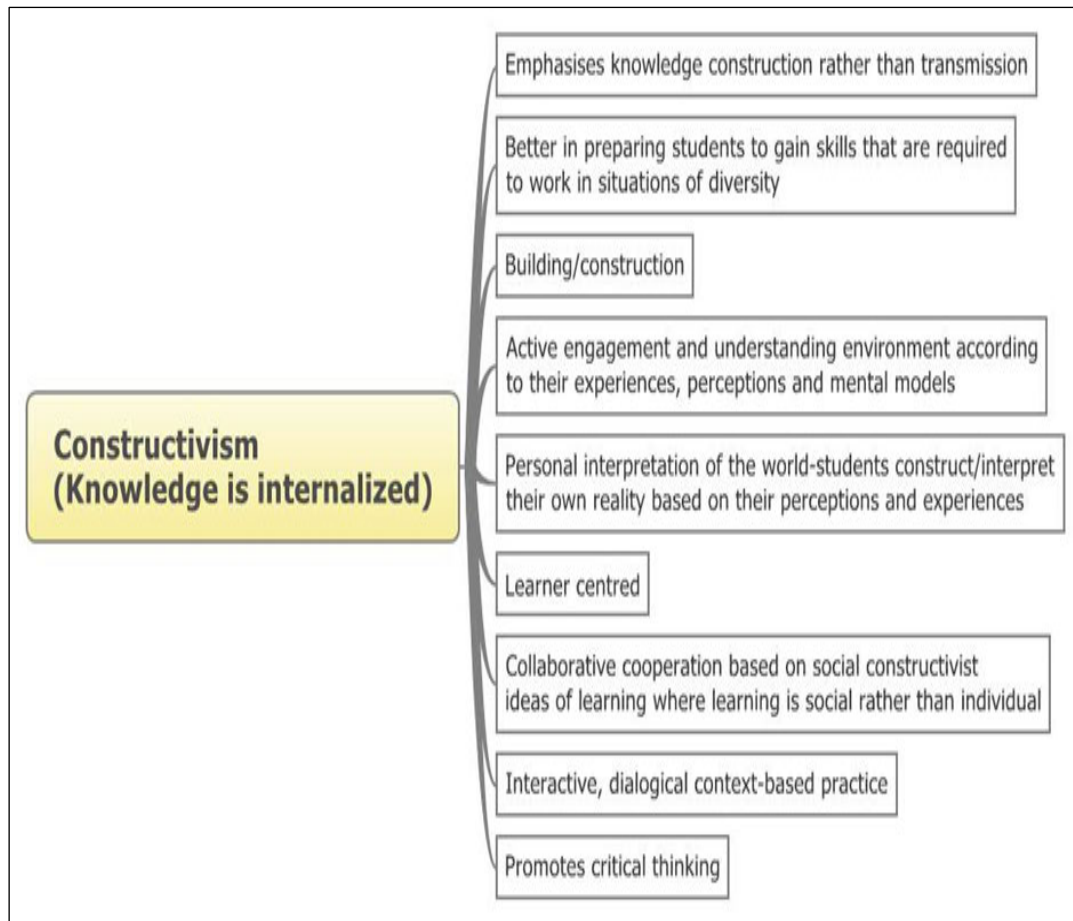 Emphasises knowledge construction rather than transmission
Better in preparing students to gain skills that are required
to work in situations of diversity
Building/construction
Active engagement and understanding environment according
to their experiences, perceptions and mental models
Constructivism
(Knowledge is internalized)
Personal interpretation of the world-students construct/interpret
their own reality based on their perceptions and experiences
Learner centred
Collaborative cooperation based on social constructivist
ideas of learning where learning is social rather than individual
Interactive, dialogical context-based practice
Promotes critical thinking